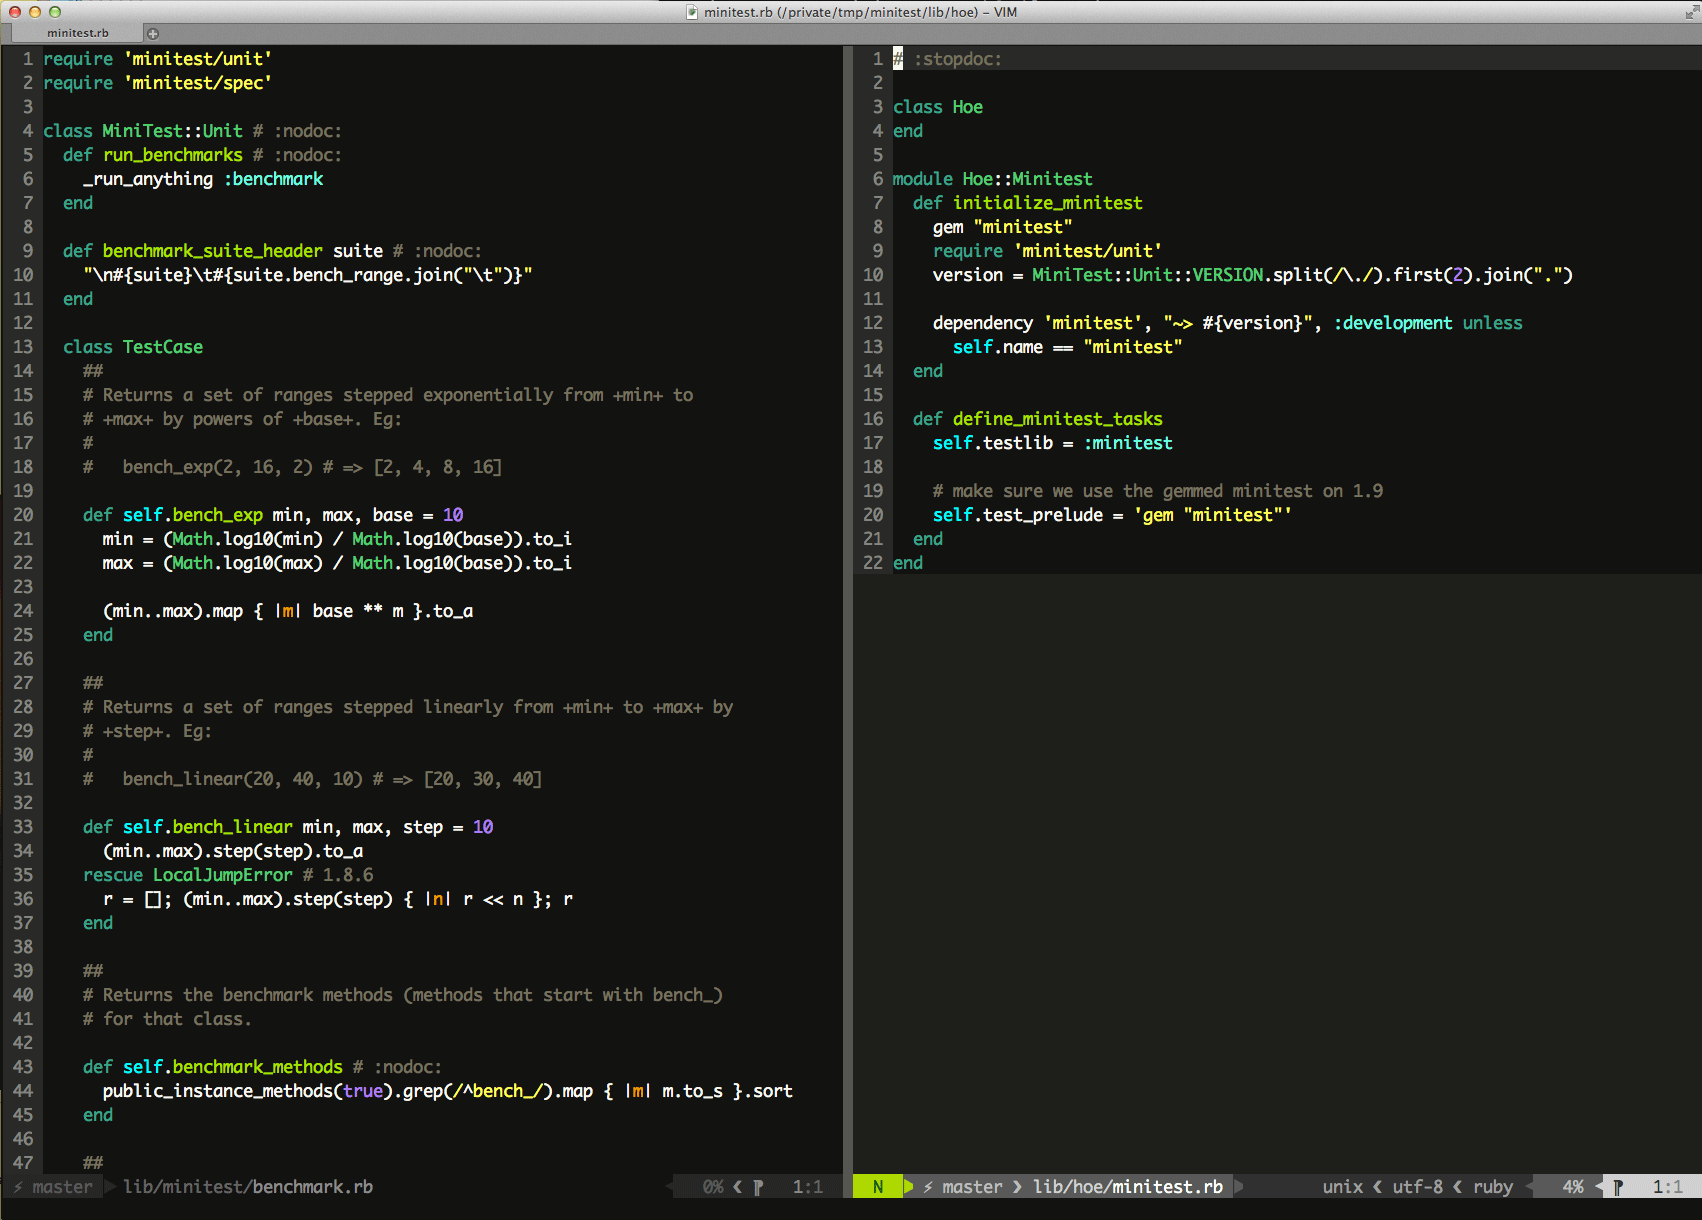 minitest.rb (/private/tmp/minitest/lib/hoe) – VIM
minitest.rb
1 require 'minitest/unit'
2 require 'minitest/spec'
3
4 class MiniTest::Unit # :nodoc:
5   def run_benchmarks # :nodoc:
6     _run_anything :benchmark
7   end
8
9   def benchmark_suite_header suite # :nodoc:
10     "\n#{suite}\t#{suite.bench_range.join("\t")}"
11   end
12
13   class TestCase
14     ##
15     # Returns a set of ranges stepped exponentially from +min+ to
16     # +max+ by powers of +base+. Eg:
17     #
18     #   bench_exp(2, 16, 2) # => [2, 4, 8, 16]
19
20     def self.bench_exp min, max, base = 10
21       min = (Math.log10(min) / Math.log10(base)).to_i
22       max = (Math.log10(max) / Math.log10(base)).to_i
23
24       (min..max).map { |m| base ** m }.to_a
25     end
26
27     ##
28     # Returns a set of ranges stepped linearly from +min+ to +max+ by
29     # +step+. Eg:
30     #
31     #   bench_linear(20, 40, 10) # => [20, 30, 40]
32
33     def self.bench_linear min, max, step = 10
34       (min..max).step(step).to_a
35     rescue LocalJumpError # 1.8.6
36       r = []; (min..max).step(step) { |n| r << n }; r
37     end
38
39     ##
40     # Returns the benchmark methods (methods that start with bench_)
41     # for that class.
42
43     def self.benchmark_methods # :nodoc:
44       public_instance_methods(true).grep(/^bench_/).map { |m| m.to_s }.sort
45     end
46
47     ##
master lib/minitest/benchmark.rb 0% 1:1
1 # :stopdoc:
2
3 class Hoe
4 end
5
6 module Hoe::Minitest
7   def initialize_minitest
8     gem "minitest"
9     require 'minitest/unit'
10     version = MiniTest::Unit::VERSION.split(/\./).first(2).join(".")
11
12     dependency 'minitest', "~> #{version}", :development unless
13       self.name == "minitest"
14   end
15
16   def define_minitest_tasks
17     self.testlib = :minitest
18
19     # make sure we use the gemmed minitest on 1.9
20     self.test_prelude = 'gem "minitest"'
21   end
22 end
N master lib/hoe/minitest.rb unix utf-8 ruby 4% 1:1